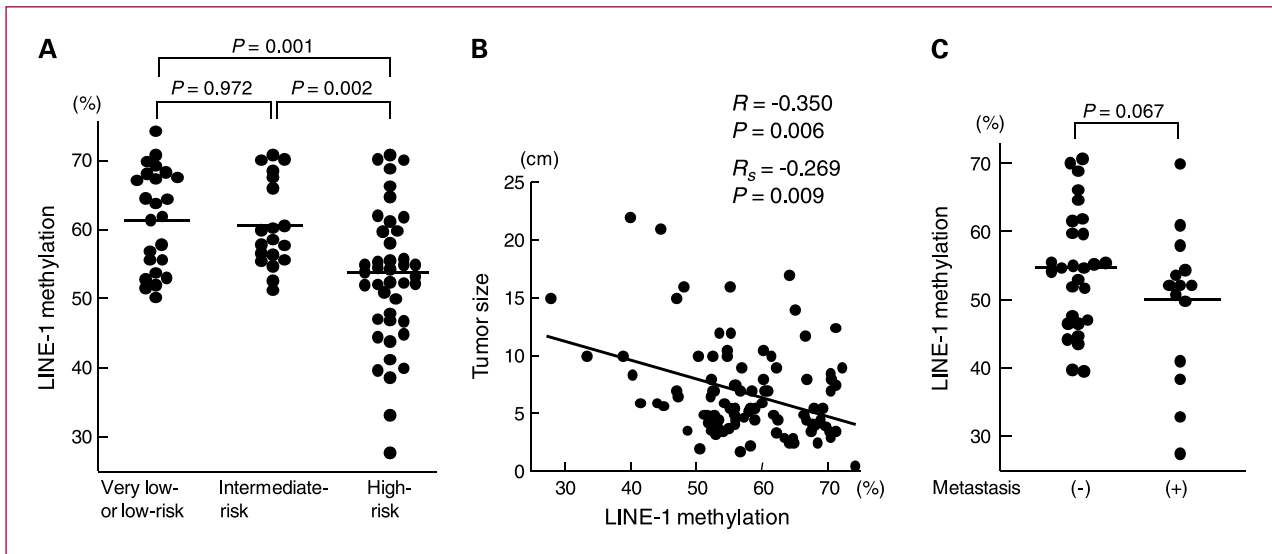 A
P = 0.001
P = 0.972
P = 0.002
(%)
70
60
50
40
30
LINE-1 methylation
Very low-
or low-risk
Intermediate-
risk
High-
risk
B
R = -0.350
P = 0.006
Rs = -0.269
P = 0.009
(cm)
25
20
15
10
5
0
Tumor size
30
40
50
60
70
(%)
LINE-1 methylation
C
P = 0.067
(%)
70
60
50
40
30
LINE-1 methylation
Metastasis
(-)
(+)